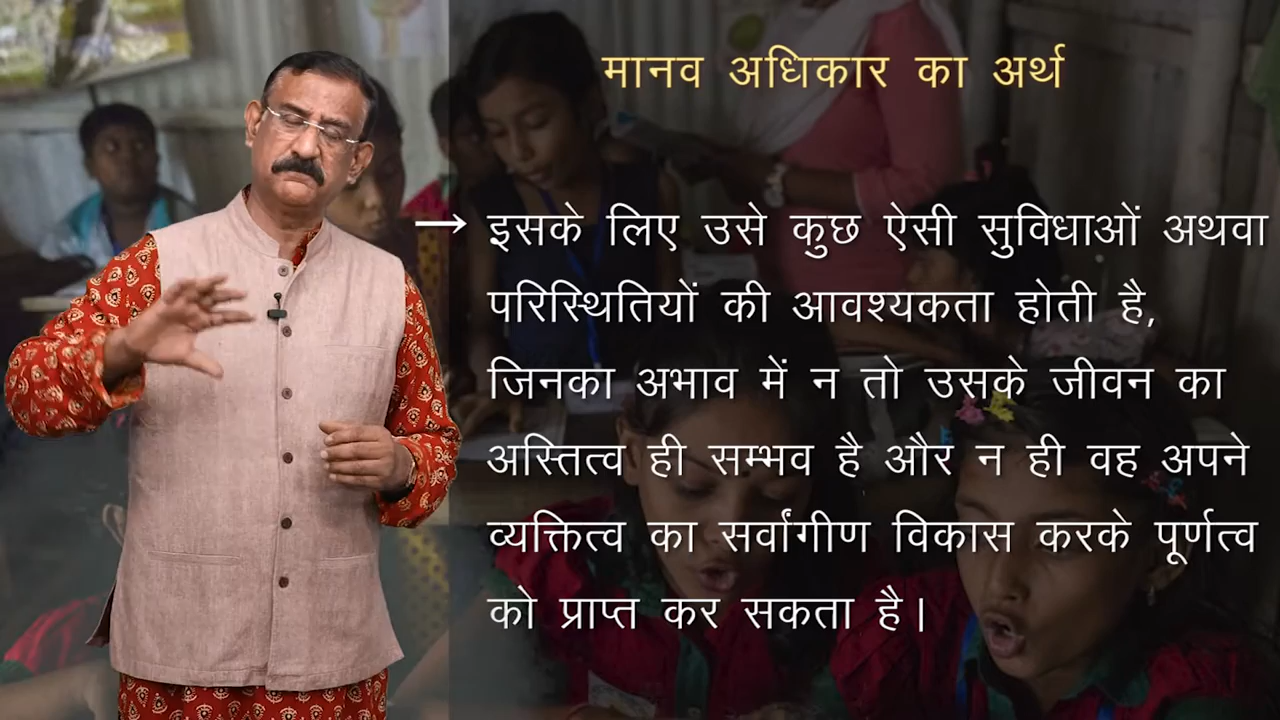 मानव अधिकार का अर्थ
→ इसके लिए उसे कुछ ऐसी सुविधाओं अथवा
परिस्थितियों की आवश्यकता होती है,
जिनका अभाव में न तो उसके जीवन का
अस्तित्व ही सम्भव है और न ही वह अपने
व्यक्तित्व का सर्वांगीण विकास करके पूर्णत्व
को प्राप्त कर सकता है।